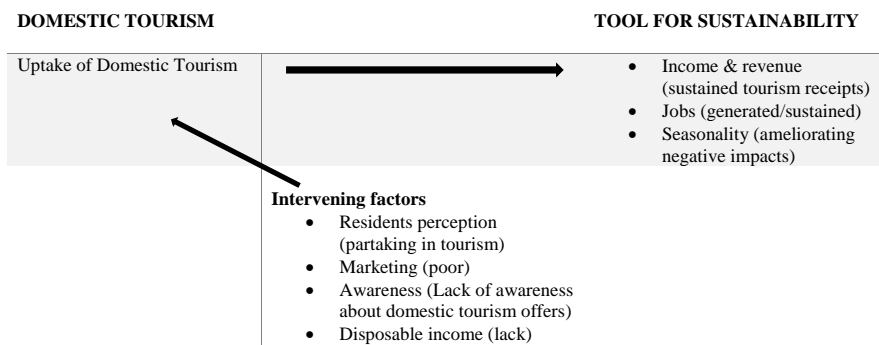 DOMESTIC TOURISM
TOOL FOR SUSTAINABILITY
Uptake of Domestic Tourism
• Income & revenue
(sustained tourism receipts)
• Jobs (generated/sustained)
• Seasonality (ameliorating
negative impacts)
Intervening factors
• Residents perception
(partaking in tourism)
• Marketing (poor)
• Awareness (Lack of awareness
about domestic tourism offers)
• Disposable income (lack)